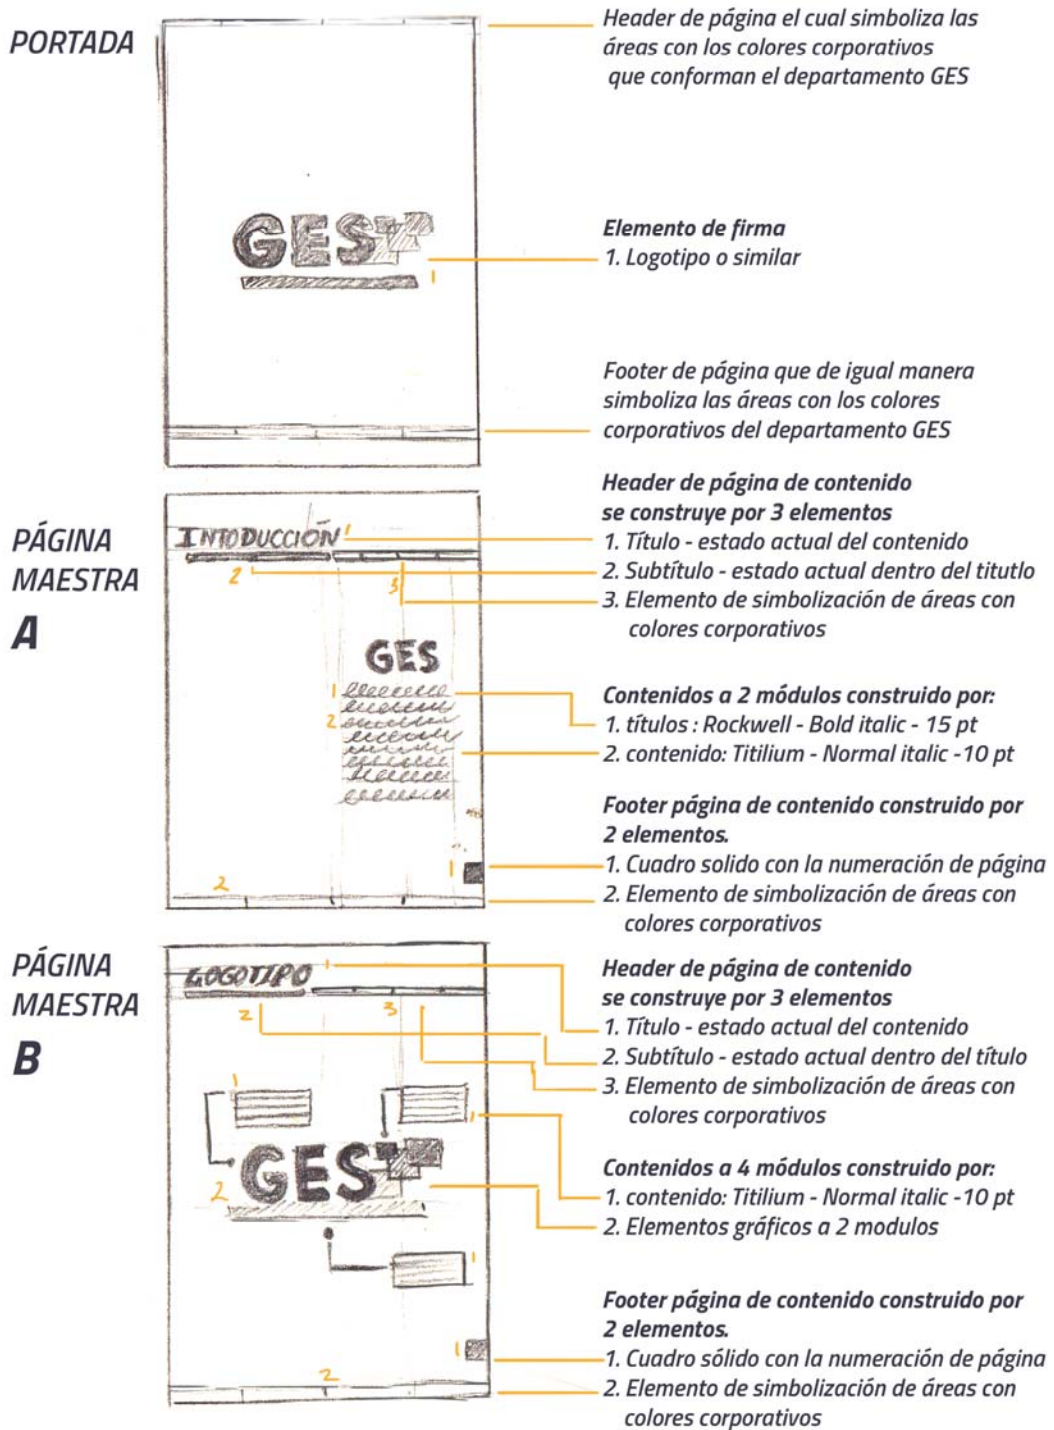 PORTADA
Header de página el cual simboliza las
áreas con los colores corporativos
que conforman el departamento GES
GES
1
Elemento de firma
1. Logotipo o similar
Footer de página que de igual manera
simboliza las áreas con los colores
corporativos del departamento GES
PÁGINA
MAESTRA
A
INTODUCCIÓN
1
2
3
GES
1
2
1
2
Header de página de contenido
se construye por 3 elementos
1. Título - estado actual del contenido
2. Subtítulo - estado actual dentro del titutlo
3. Elemento de simbolización de áreas con
colores corporativos
Contenidos a 2 módulos construido por:
1. títulos : Rockwell - Bold italic - 15 pt
2. contenido: Titilium - Normal italic -10 pt
Footer página de contenido construido por
2 elementos.
1. Cuadro solido con la numeración de página
2. Elemento de simbolización de áreas con
colores corporativos
PÁGINA
MAESTRA
B
LOGOTIPO
1
2
3
1
1
GES
2
1
1
2
Header de página de contenido
se construye por 3 elementos
1. Título - estado actual del contenido
2. Subtítulo - estado actual dentro del título
3. Elemento de simbolización de áreas con
colores corporativos
Contenidos a 4 módulos construido por:
1. contenido: Titilium - Normal italic -10 pt
2. Elementos gráficos a 2 modulos
Footer página de contenido construido por
2 elementos.
1. Cuadro sólido con la numeración de página
2. Elemento de simbolización de áreas con
colores corporativos